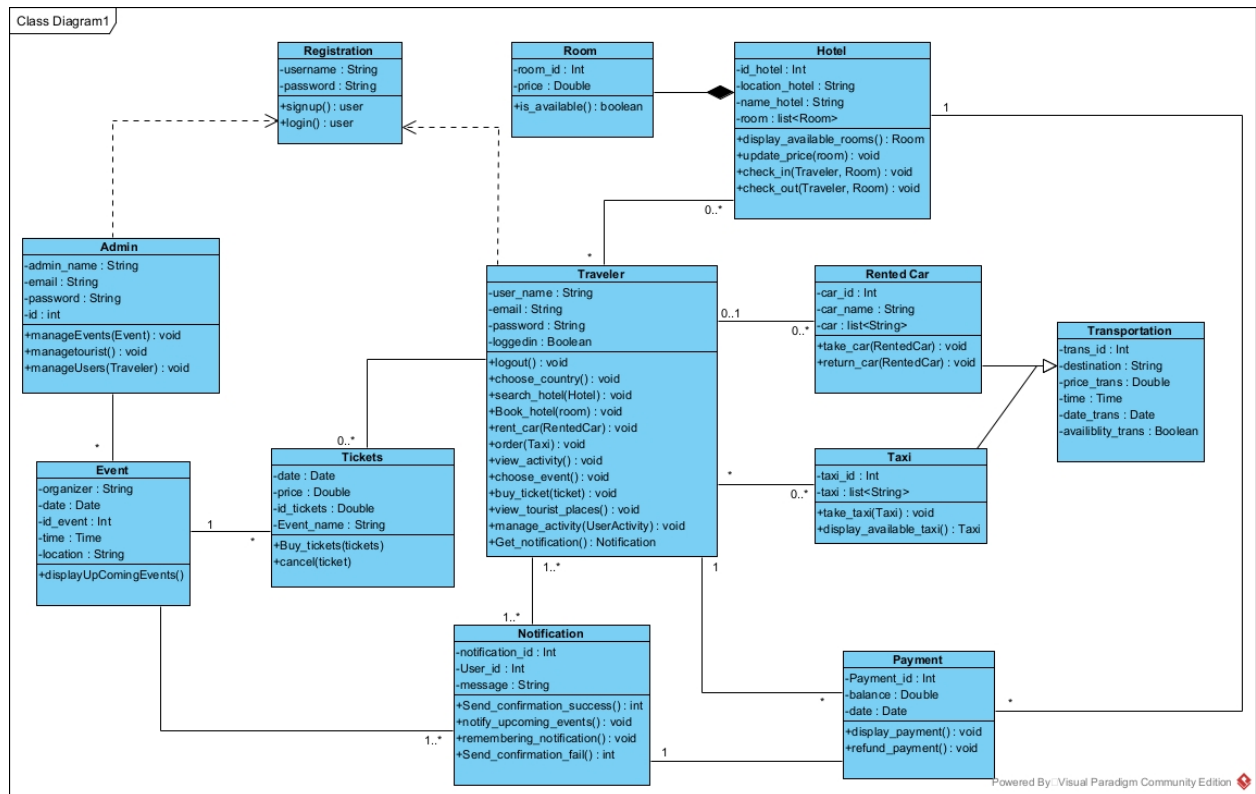 Class Diagram1
Registration
-username : String
-password : String
+signup() : user
+login() : user
Room
-room_id : Int
-price : Double
+is_available() : boolean
Hotel
-id_hotel : Int
-location_hotel : String
-name_hotel : String
-room : list<Room>
+display_available_rooms() : Room
+update_price(room) : void
+check_in(Traveler, Room) : void
+check_out(Traveler, Room) : void
1
0..*
*
Admin
-admin_name : String
-email : String
-password : String
-id : int
+manageEvents(Event) : void
+managetourist() : void
+manageUsers(Traveler) : void
*
Traveler
-user_name : String
-email : String
-password : String
-loggedin : Boolean
+logout() : void
+choose_country() : void
+search_hotel(Hotel) : void
+Book_hotel(room) : void
+rent_car(RentedCar) : void
+order(Taxi) : void
+view_activity() : void
+choose_event() : void
+buy_ticket(ticket) : void
+view_tourist_places() : void
+manage_activity(UserActivity) : void
+Get_notification() : Notification
0..1
0..*
Rented Car
-car_id : Int
-car_name : String
-car : list<String>
+take_car(RentedCar) : void
+return_car(RentedCar) : void
Transportation
-trans_id : Int
-destination : String
-price_trans : Double
-time : Time
-date_trans : Date
-availiblity_trans : Boolean
Event
-organizer : String
-date : Date
-id_event : Int
-time : Time
-location : String
+displayUpComingEvents()
1
*
0..*
Tickets
-date : Date
-price : Double
-id_tickets : Double
-Event_name : String
+Buy_tickets(tickets)
+cancel(ticket)
*
0..*
Taxi
-taxi_id : Int
-taxi : list<String>
+take_taxi(Taxi) : void
+display_available_taxi() : Taxi
1..*
1
1..*
Notification
-notification_id : Int
-User_id : Int
-message : String
+Send_confirmation_success() : int
+notify_upcoming_events() : void
+remembering_notification() : void
+Send_confirmation_fail() : int
1..*
1
Payment
-Payment_id : Int
-balance : Double
-date : Date
+display_payment() : void
+refund_payment() : void
*
*
Powered By Visual Paradigm Community Edition